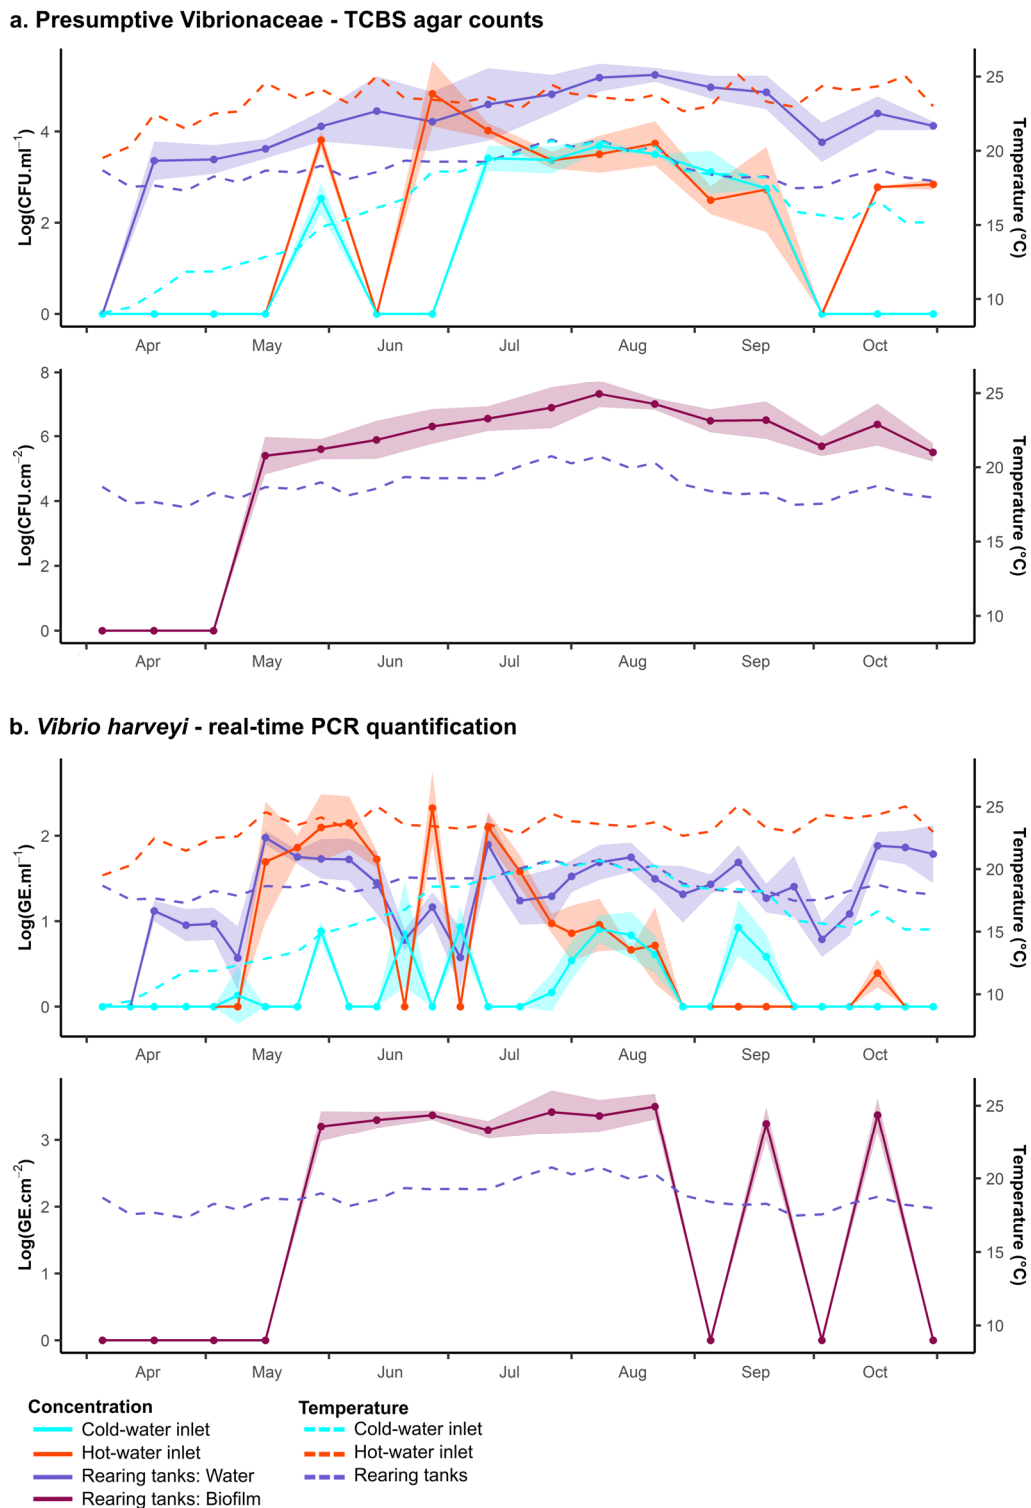 a. Presumptive Vibrionaceae - TCBS agar counts
Log(CFU.ml⁻¹)
4
2
0
25
20
15
10
Temperature (°C)
Apr May Jun Jul Aug Sep Oct
Log(CFU.cm⁻²)
8
6
4
2
0
25
20
15
10
Temperature (°C)
Apr May Jun Jul Aug Sep Oct
b. Vibrio harveyi - real-time PCR quantification
Log(GE.ml⁻¹)
2
1
0
25
20
15
10
Temperature (°C)
Apr May Jun Jul Aug Sep Oct
Log(GE.cm⁻²)
3
2
1
0
25
20
15
10
Temperature (°C)
Apr May Jun Jul Aug Sep Oct
Concentration
Cold-water inlet
Hot-water inlet
Rearing tanks: Water
Rearing tanks: Biofilm
Temperature
Cold-water inlet
Hot-water inlet
Rearing tanks